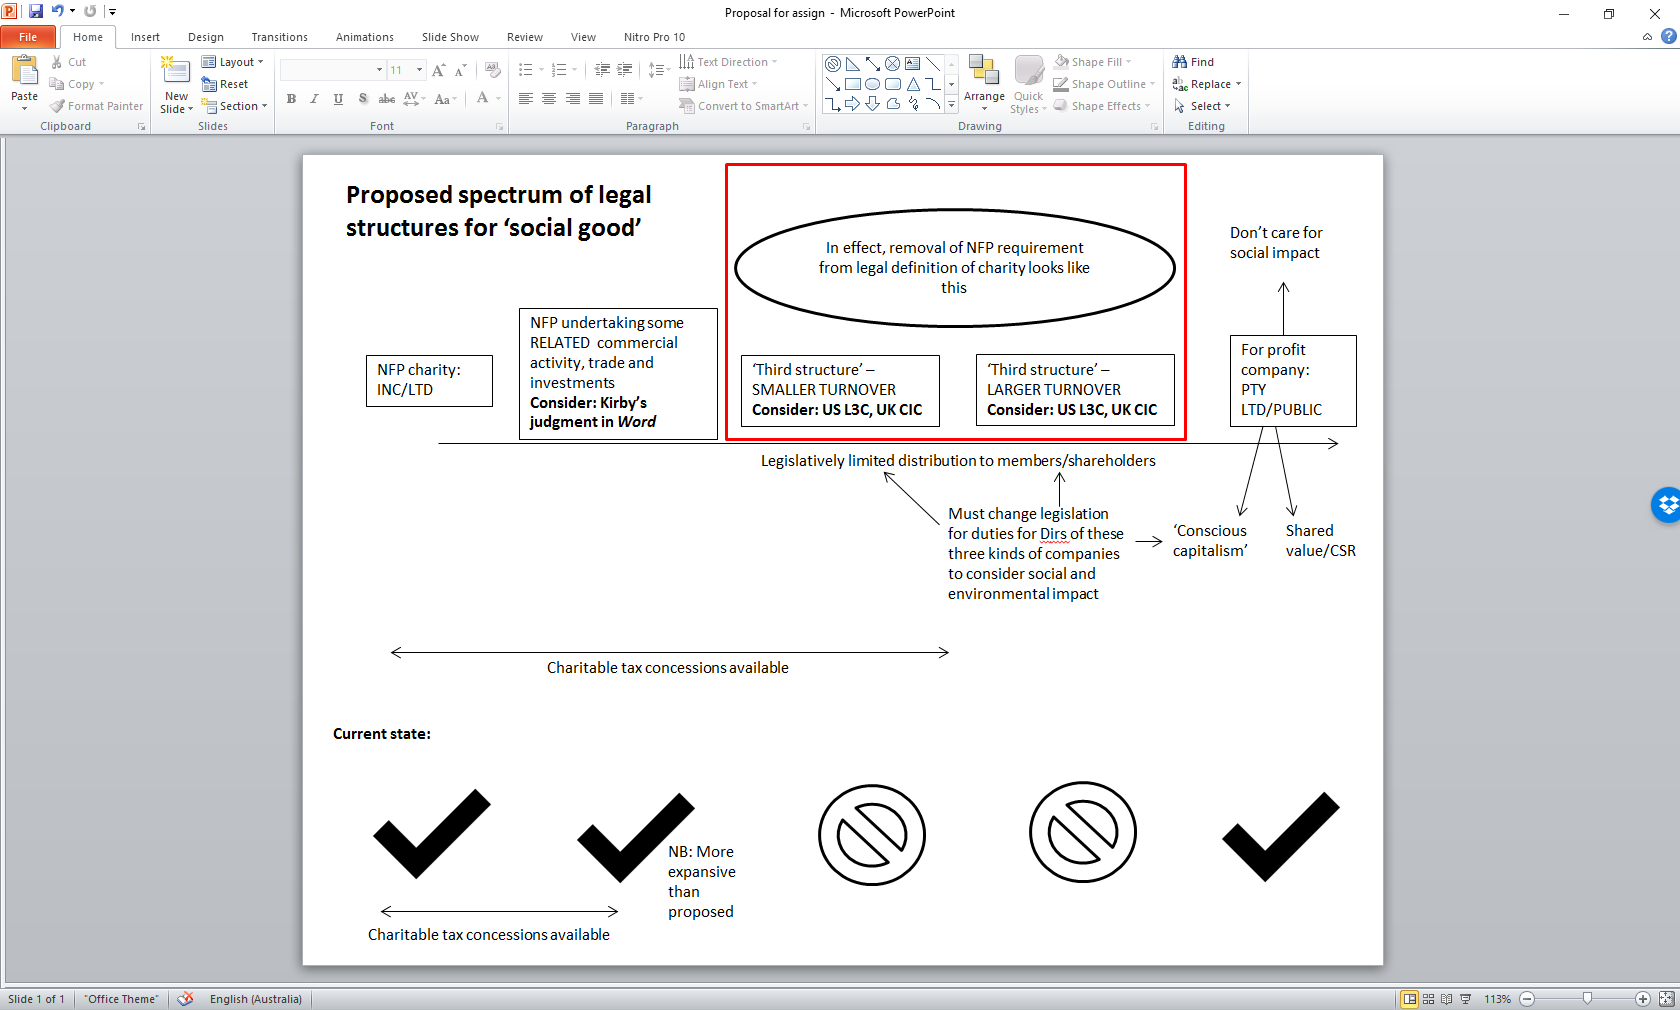 Proposal for assign - Microsoft PowerPoint
File
Home
Insert
Design
Transitions
Animations
Slide Show
Review
View
Nitro Pro 10
Paste
Cut
Copy
Format Painter
Clipboard
New
Slide
Layout
Reset
Section
Slides
11
B I U S abc AV Aa A
Font
Text Direction
Align Text
Convert to SmartArt
Paragraph
Arrange
Quick
Styles
Shape Fill
Shape Outline
Shape Effects
Drawing
Find
Replace
Select
Editing
Proposed spectrum of legal
structures for ‘social good’
In effect, removal of NFP requirement
from legal definition of charity looks like
this
Don’t care for
social impact
NFP charity:
INC/LTD
NFP undertaking some
RELATED commercial
activity, trade and
investments
Consider: Kirby’s
judgment in Word
‘Third structure’ –
SMALLER TURNOVER
Consider: US L3C, UK CIC
‘Third structure’ –
LARGER TURNOVER
Consider: US L3C, UK CIC
For profit
company:
PTY
LTD/PUBLIC
Legislatively limited distribution to members/shareholders
Must change legislation
for duties for Dirs of these
three kinds of companies
to consider social and
environmental impact
‘Conscious
capitalism’
Shared
value/CSR
Charitable tax concessions available
Current state:
NB: More
expansive
than
proposed
Charitable tax concessions available
Slide 1 of 1
"Office Theme"
English (Australia)
113%